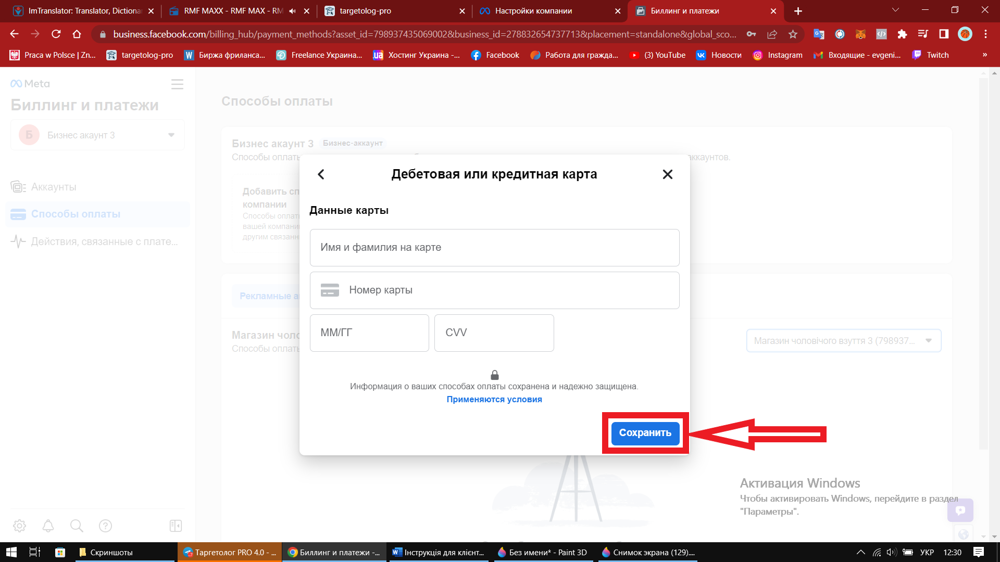 ImTranslator: Translator, Dictionar
RMF MAXX - RMF MAX - RM
targetolog-pro
Настройки компании
Биллинг и платежи
business.facebook.com/billing_hub/payment_methods?asset_id=798937435069002&business_id=278832654737713&placement=standalone&global_sco...
Praca w Polsce | Zn...
targetolog-pro
Биржа фриланса...
Freelance Украина...
Хостинг Украина -...
Facebook
Работа для гражда...
(3) YouTube
Новости
Instagram
Входящие - evgeni...
Twitch
»
Meta
Биллинг и платежи
Б
Бизнес акаунт 3
Аккаунты
Способы оплаты
Действия, связанные с плате...
Способы оплаты
Бизнес акаунт 3
Бизнес-аккаунт
Способы оплаты
аккаунтов.
Добавить сп
компании
Способы оплат
вашей компани
другим связанн
Рекламные а
Магазин чоло
Способы оплаты
Магазин чоловічого взуття 3 (798937...
Дебетовая или кредитная карта
Данные карты
Имя и фамилия на карте
Номер карты
ММ/ГГ
CVV
Информация о ваших способах оплаты сохранена и надежно защищена.
Применяются условия
Сохранить
Активация Windows
Чтобы активировать Windows, перейдите в раздел
"Параметры".
Скриншоты
Таргетолог PRO 4.0 - ...
Биллинг и платежи -...
Інструкція для клієнт...
Без имени* - Paint 3D
Снимок экрана (129)....
УКР
12:30